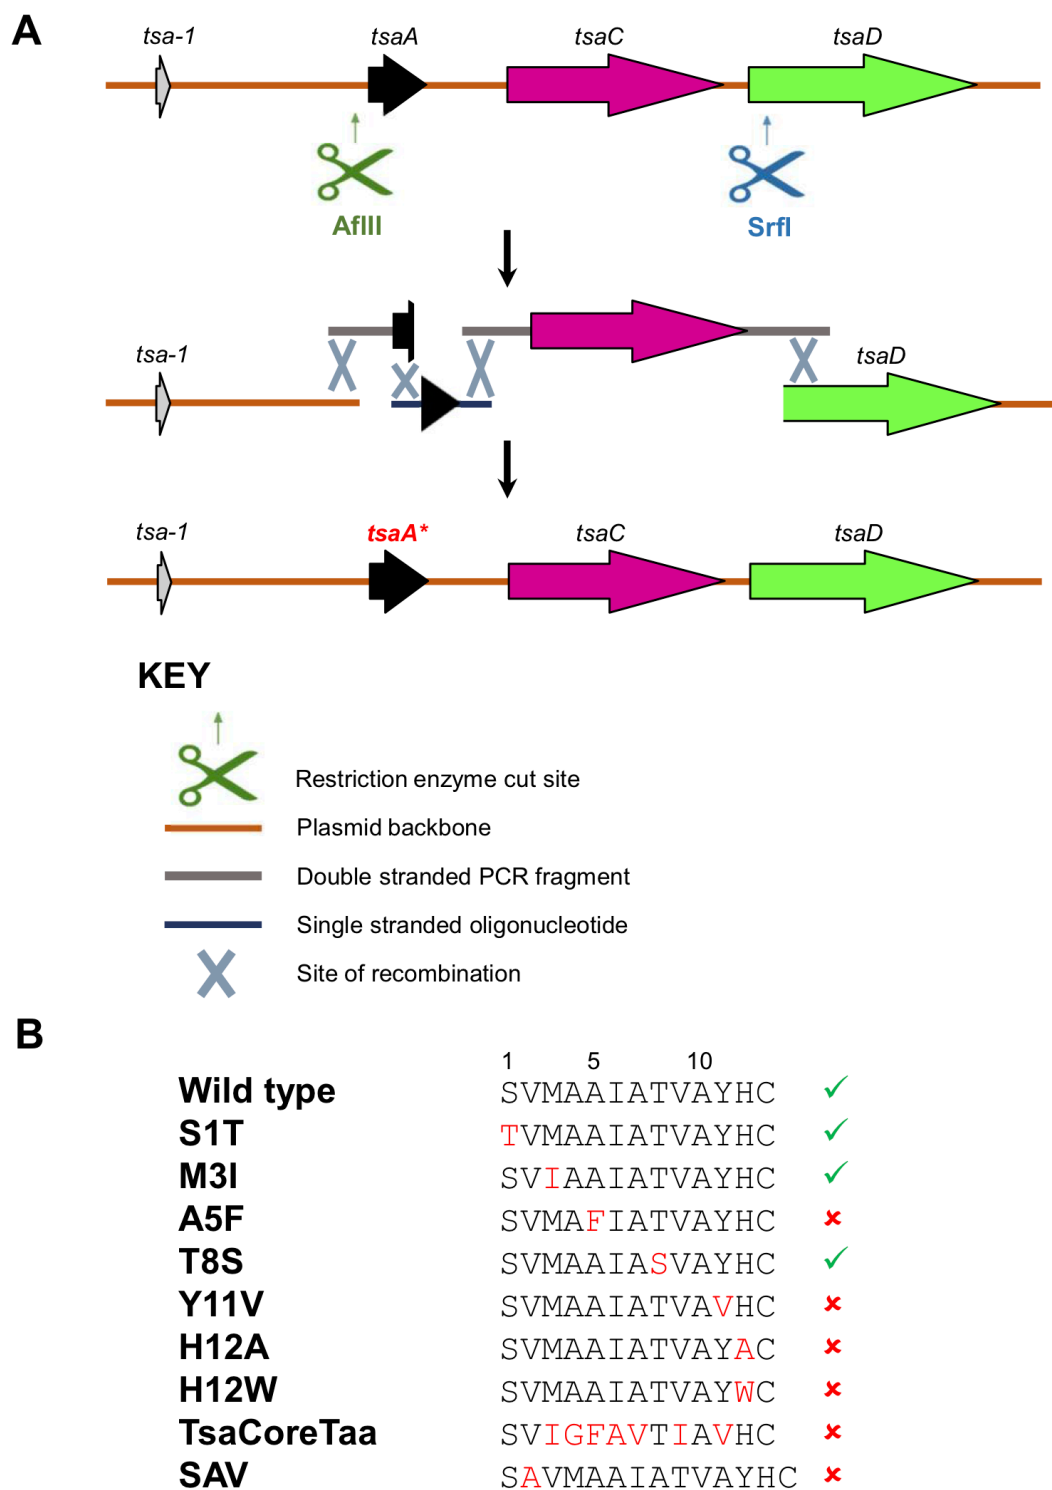 A
tsa-1 tsaA tsaC tsaD
AflII SrfI
tsa-1 tsaD
tsa-1 tsaA* tsaC tsaD
KEY
Restriction enzyme cut site
Plasmid backbone
Double stranded PCR fragment
Single stranded oligonucleotide
Site of recombination
B
1 5 10
Wild type SVMAAIATVAYHC ✓
S1T TVMAAIATVAYHC ✓
M3I SVIAAIATVAYHC ✓
A5F SVMAFIATVAYHC ✘
T8S SVMAAIASVAYHC ✓
Y11V SVMAAIATVAVHC ✘
H12A SVMAAIATVAYAC ✘
H12W SVMAAIATVAYWC ✘
TsaCoreTaa SVIGFAVTIAVHC ✘
SAV SAVMAAIATVAYHC ✘